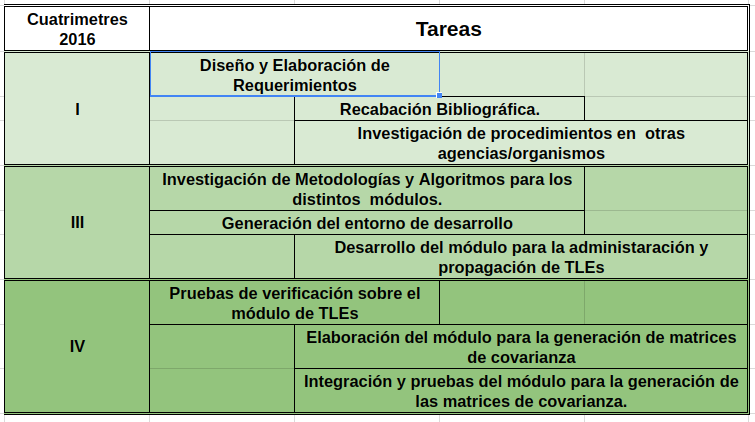 Cuatrimetres
2016
Tareas
I
Diseño y Elaboración de
Requerimientos
Recabación Bibliográfica.
Investigación de procedimientos en otras
agencias/organismos
III
Investigación de Metodologías y Algoritmos para los
distintos módulos.
Generación del entorno de desarrollo
Desarrollo del módulo para la administaración y
propagación de TLEs
IV
Pruebas de verificación sobre el
módulo de TLEs
Elaboración del módulo para la generación de matrices
de covarianza
Integración y pruebas del módulo para la generación de
las matrices de covarianza.